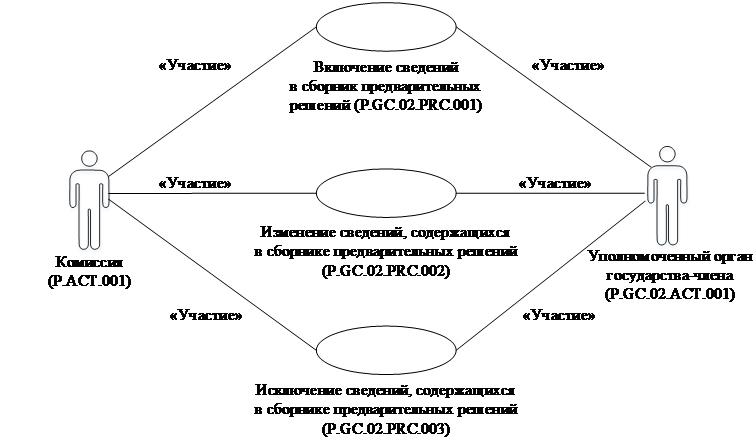 «Участие»
«Участие»
Включение сведений
в сборник предварительных
решений (P.GC.02.PRC.001)
«Участие»
«Участие»
Изменение сведений, содержащихся
в сборнике предварительных решений
(P.GC.02.PRC.002)
Комиссия
(P.ACT.001)
Уполномоченный орган
государства-члена
(P.GC.02.ACT.001)
«Участие»
«Участие»
Исключение сведений, содержащихся
в сборнике предварительных решений
(P.GC.02.PRC.003)